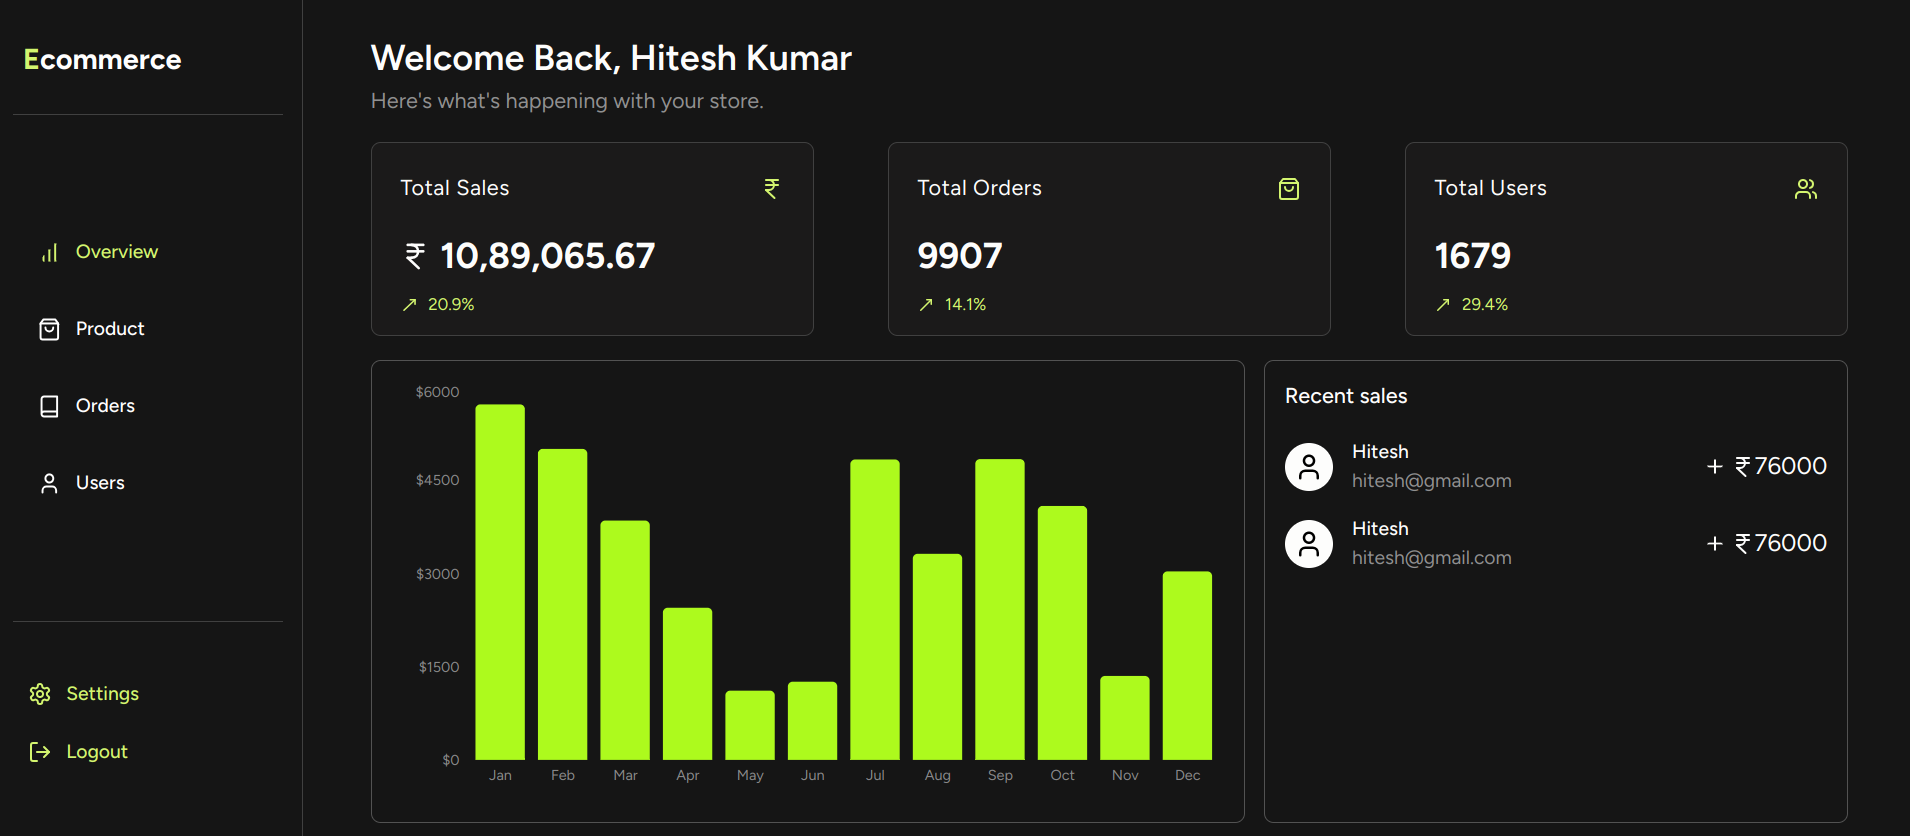 Ecommerce
Overview
Product
Orders
Users
Settings
Logout
Welcome Back, Hitesh Kumar
Here's what's happening with your store.
Total Sales
₹
₹ 10,89,065.67
20.9%
Total Orders
9907
14.1%
Total Users
1679
29.4%
$6000
$4500
$3000
$1500
$0
Jan Feb Mar Apr May Jun Jul Aug Sep Oct Nov Dec
Recent sales
Hitesh
hitesh@gmail.com
+ ₹76000
Hitesh
hitesh@gmail.com
+ ₹76000